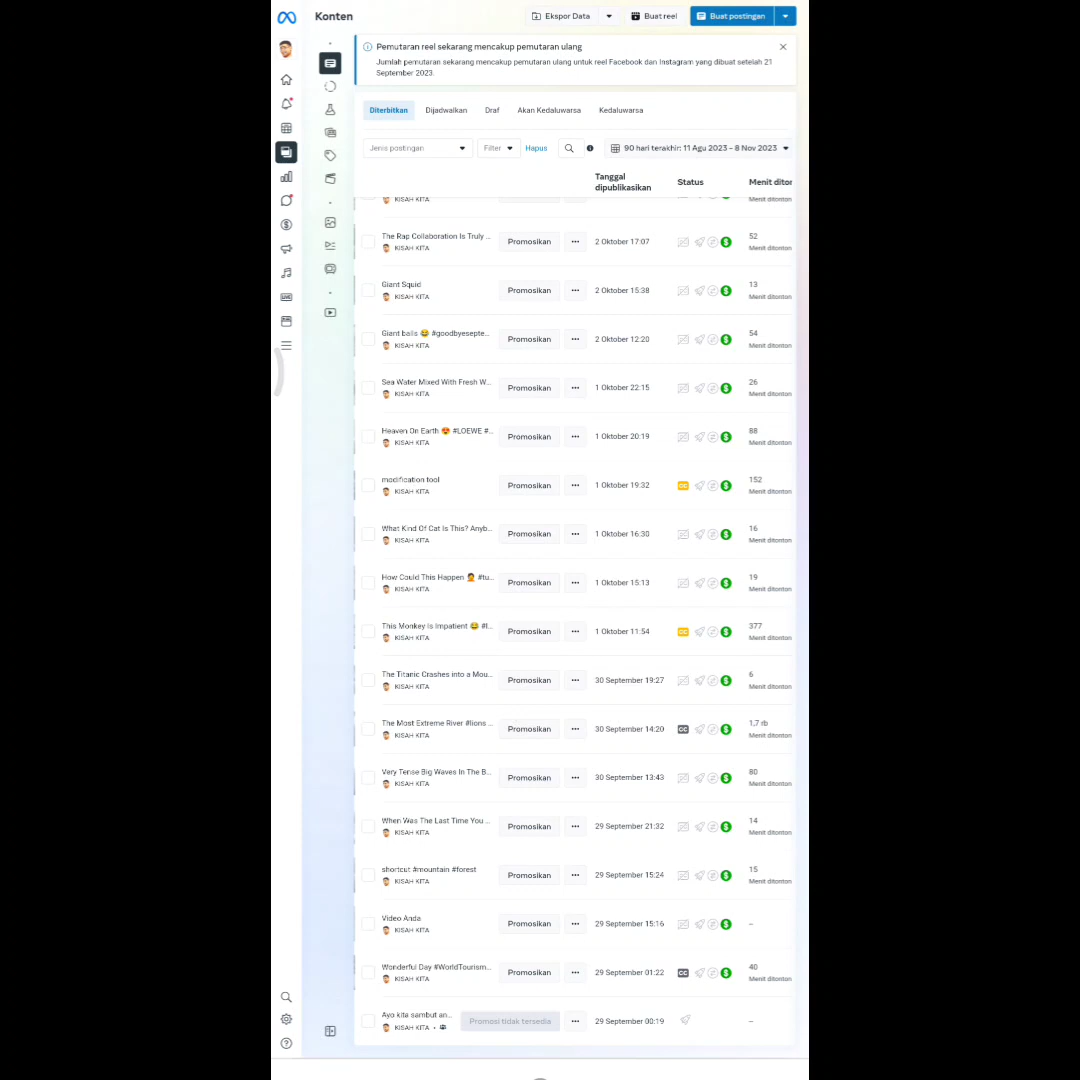 Konten
Ekspor Data
Buat reel
Buat postingan
Pemutaran reel sekarang mencakup pemutaran ulang
Jumlah pemutaran sekarang mencakup pemutaran ulang untuk reel Facebook dan Instagram yang dibuat setelah 21
September 2023.
Diterbitkan
Dijadwalkan
Draf
Akan Kedaluwarsa
Kedaluwarsa
Jenis postingan
Filter
Hapus
90 hari terakhir: 11 Agu 2023 - 8 Nov 2023
Tanggal
dipublikasikan
Status
Menit diton
KISAH KITA
Menit ditonton
The Rap Collaboration Is Truly ...
KISAH KITA
Promosikan
2 Oktober 17:07
52
Menit ditonton
Giant Squid
KISAH KITA
Promosikan
2 Oktober 15:38
13
Menit ditonton
Giant balls 😂 #goodbyesepte...
KISAH KITA
Promosikan
2 Oktober 12:20
54
Menit ditonton
Sea Water Mixed With Fresh W...
KISAH KITA
Promosikan
1 Oktober 22:15
26
Menit ditonton
Heaven On Earth 😍 #LOEWE #...
KISAH KITA
Promosikan
1 Oktober 20:19
88
Menit ditonton
modification tool
KISAH KITA
Promosikan
1 Oktober 19:32
CC
152
Menit ditonton
What Kind Of Cat Is This? Anyb...
KISAH KITA
Promosikan
1 Oktober 16:30
16
Menit ditonton
How Could This Happen 🤦 #tu...
KISAH KITA
Promosikan
1 Oktober 15:13
19
Menit ditonton
This Monkey Is Impatient 😂 #l...
KISAH KITA
Promosikan
1 Oktober 11:54
CC
377
Menit ditonton
The Titanic Crashes into a Mou...
KISAH KITA
Promosikan
30 September 19:27
6
Menit ditonton
The Most Extreme River #lions ...
KISAH KITA
Promosikan
30 September 14:20
CC
1,7 rb
Menit ditonton
Very Tense Big Waves In The B...
KISAH KITA
Promosikan
30 September 13:43
80
Menit ditonton
When Was The Last Time You ...
KISAH KITA
Promosikan
29 September 21:32
14
Menit ditonton
shortcut #mountain #forest
KISAH KITA
Promosikan
29 September 15:24
15
Menit ditonton
Video Anda
KISAH KITA
Promosikan
29 September 15:16
--
Wonderful Day #WorldTourism...
KISAH KITA
Promosikan
29 September 01:22
CC
40
Menit ditonton
Ayo kita sambut an...
KISAH KITA
Promosi tidak tersedia
29 September 00:19
--